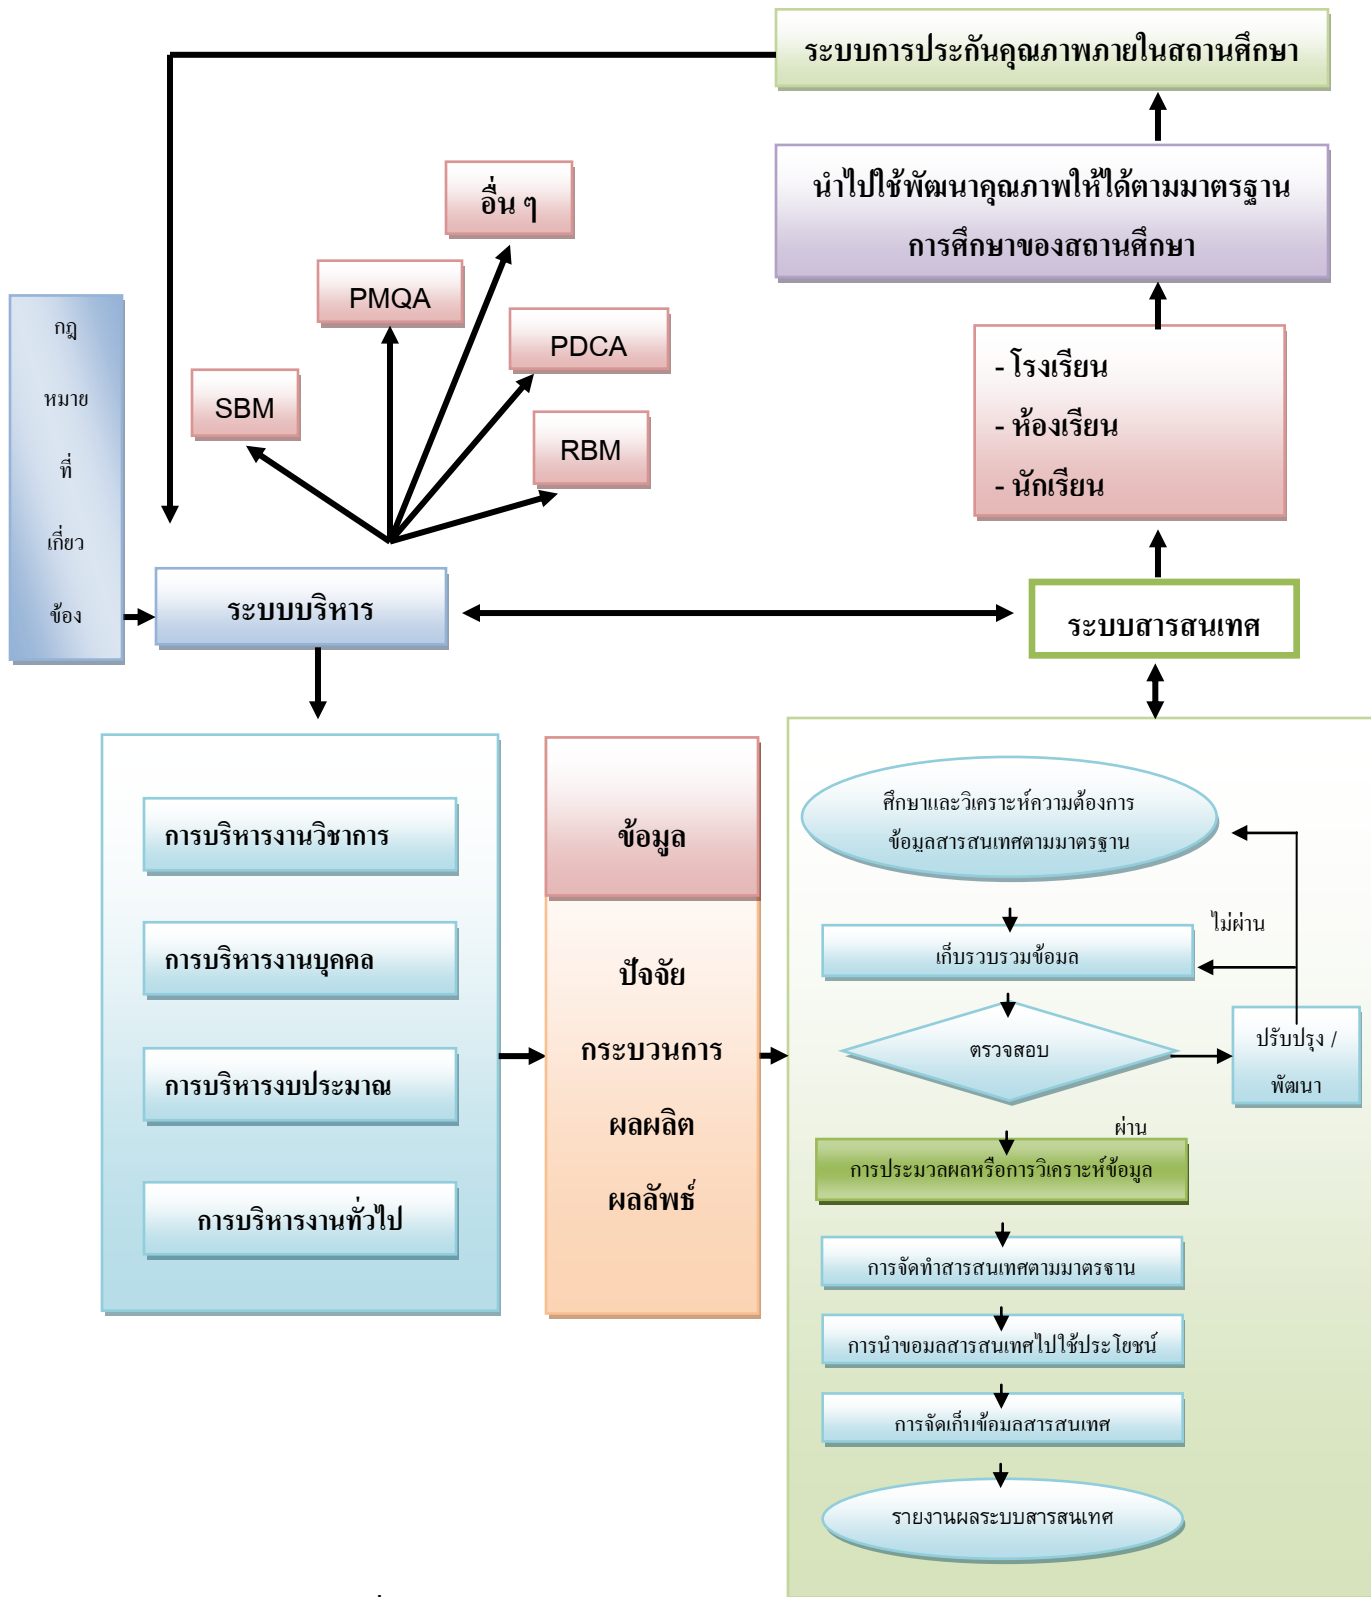 ระบบการประกันคุณภาพภายในสถานศึกษา
นำไปใช้พัฒนาคุณภาพให้ได้ตามมาตรฐาน
การศึกษาของสถานศึกษา
อื่น ๆ
PMQA
PDCA
SBM
RBM
- โรงเรียน
- ห้องเรียน
- นักเรียน
กฎ
หมาย
ที่
เกี่ยว
ข้อง
ระบบบริหาร
ระบบสารสนเทศ
การบริหารงานวิชาการ
การบริหารงานบุคคล
การบริหารงบประมาณ
การบริหารงานทั่วไป
ข้อมูล
ปัจจัย
กระบวนการ
ผลผลิต
ผลลัพธ์
ศึกษาและวิเคราะห์ความต้องการ
ข้อมูลสารสนเทศตามมาตรฐาน
ไม่ผ่าน
เก็บรวบรวมข้อมูล
ตรวจสอบ
ปรับปรุง /
พัฒนา
ผ่าน
การประมวลผลหรือการวิเคราะห์ข้อมูล
การจัดทำสารสนเทศตามมาตรฐาน
การนำขอมลสารสนเทศไปใช้ประโยชน์
การจัดเก็บข้อมลสารสนเทศ
รายงานผลระบบสารสนเทศ